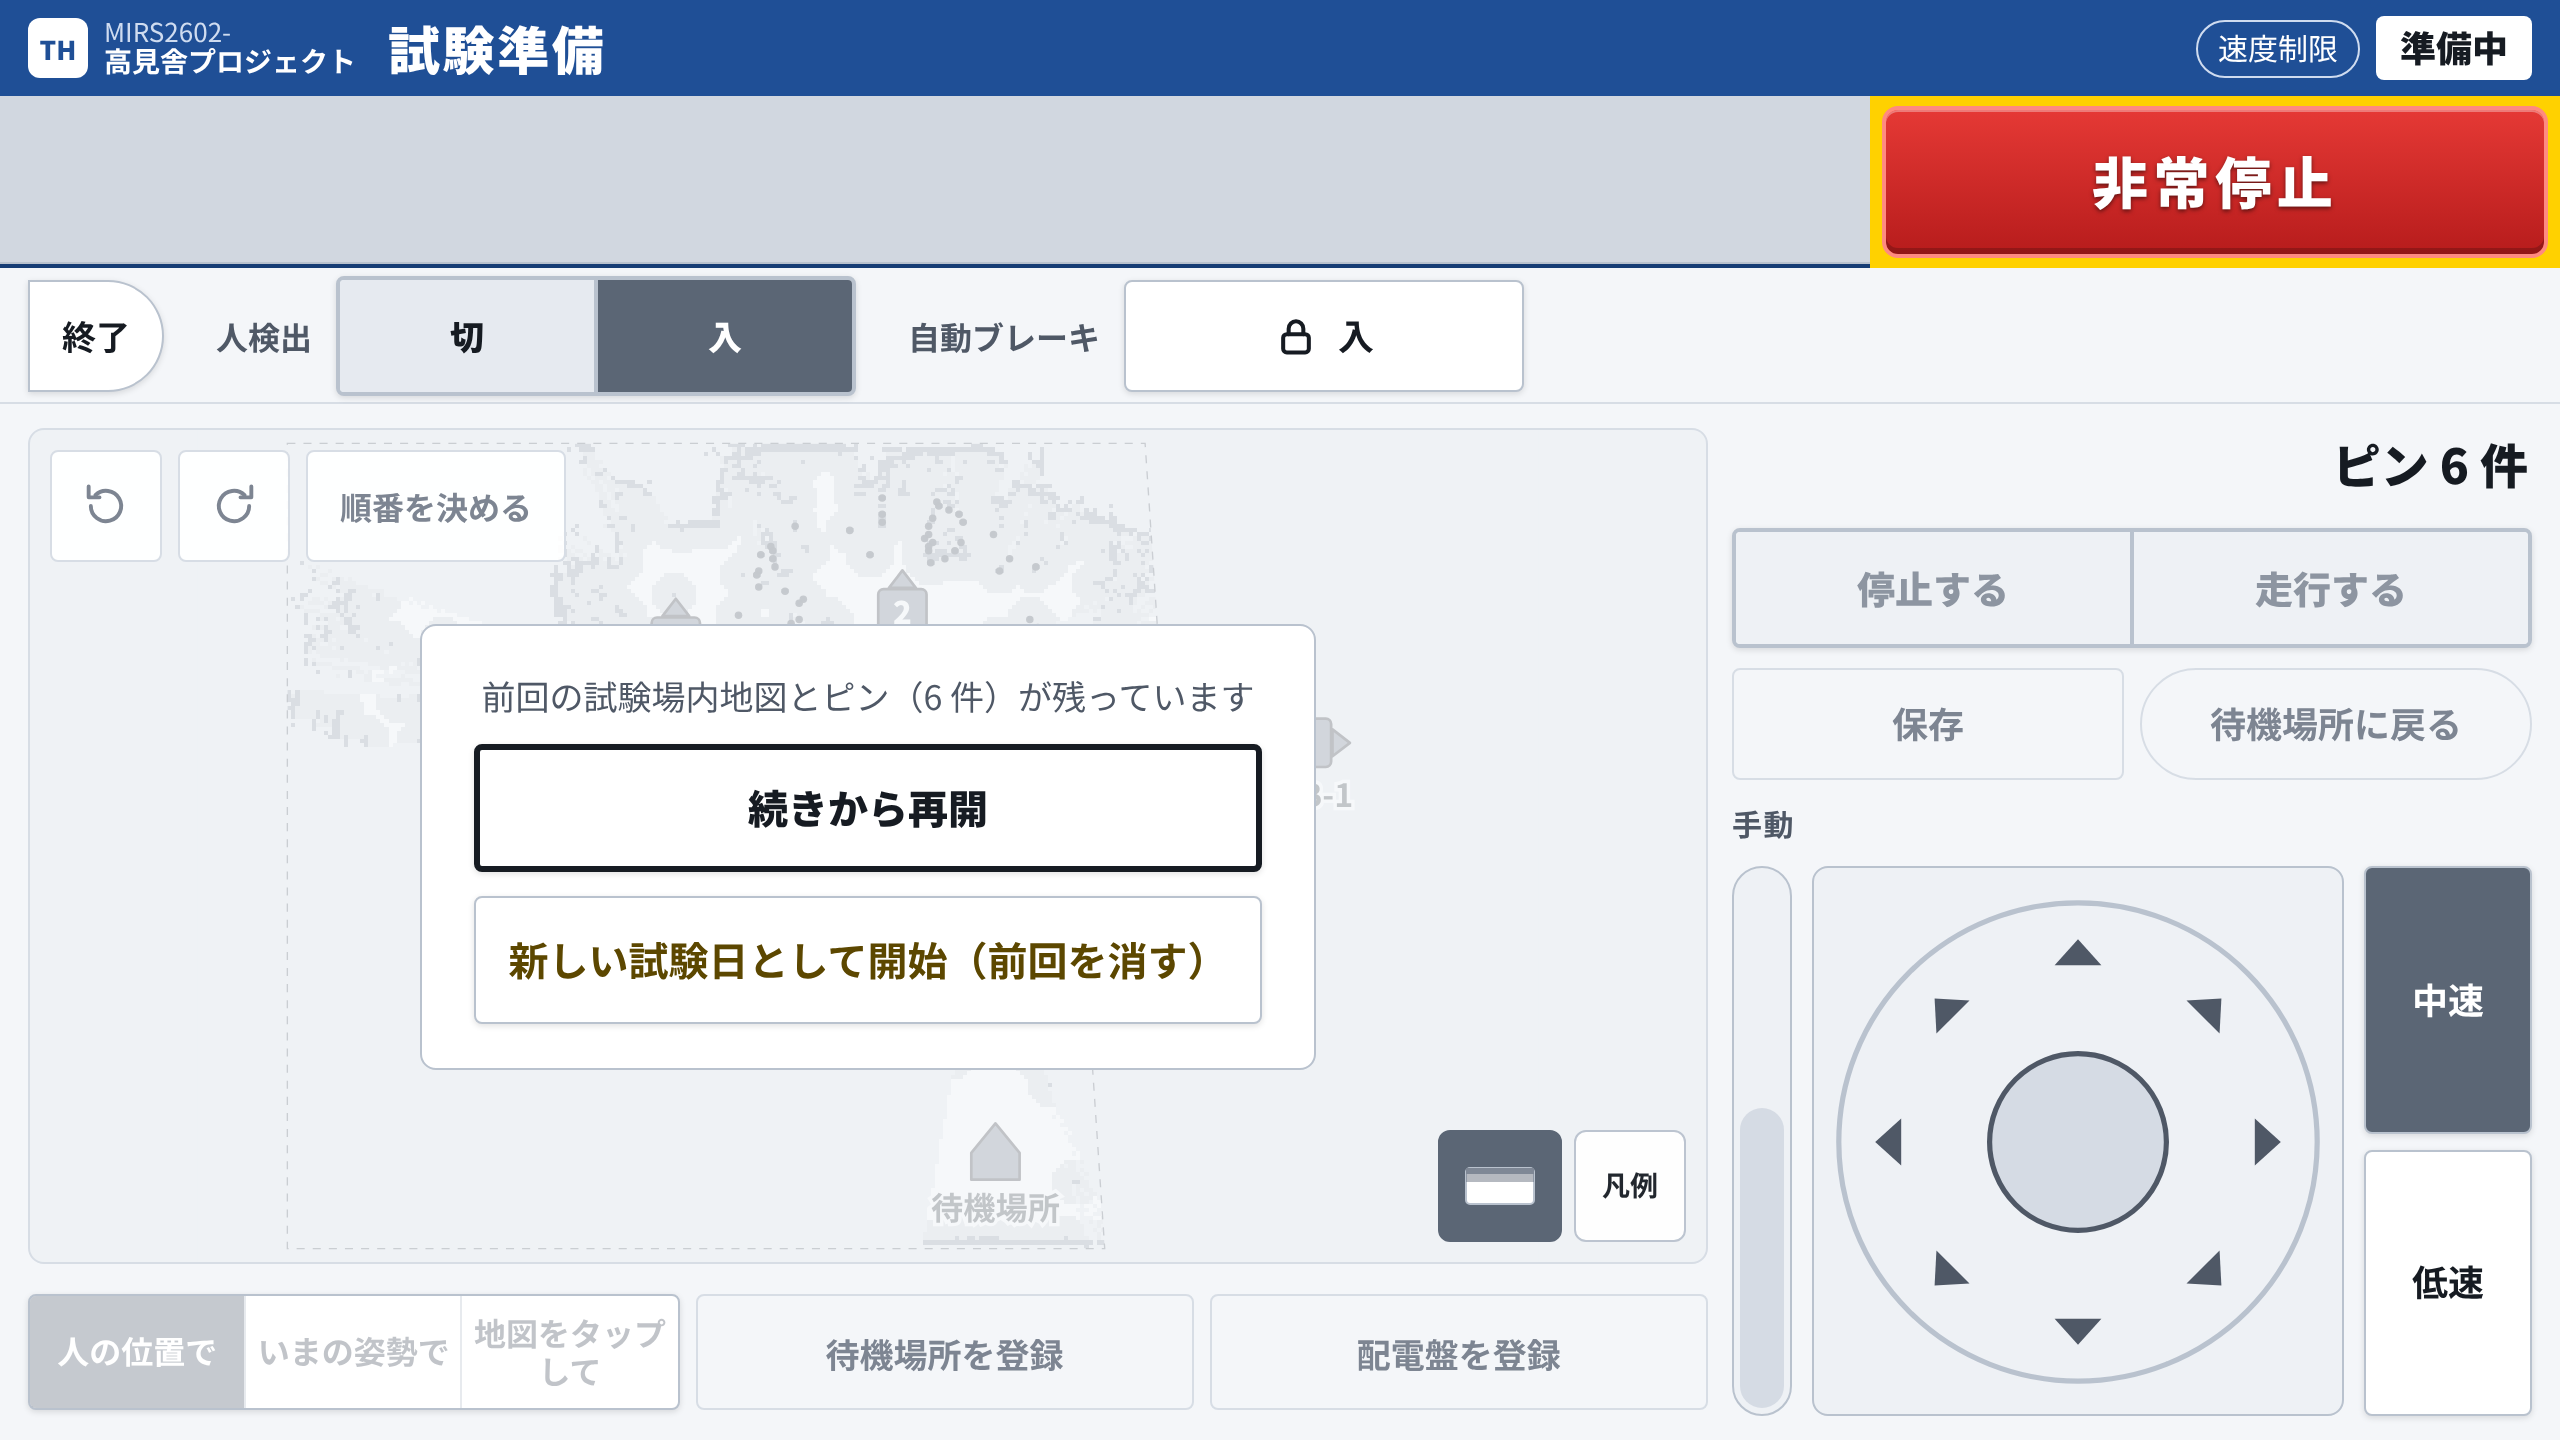 TH
MIRS2602-
高見舎プロジェクト
試験準備
速度制限
準備中
非常停止
終了
人検出
切
入
自動ブレーキ
入
順番を決める
2
前回の試験場内地図とピン（6 件）が残っています
続きから再開
新しい試験日として開始（前回を消す）
-1
待機場所
凡例
人の位置で
いまの姿勢で
地図をタップ
して
待機場所を登録
配電盤を登録
ピン 6 件
停止する
走行する
保存
待機場所に戻る
手動
中速
低速